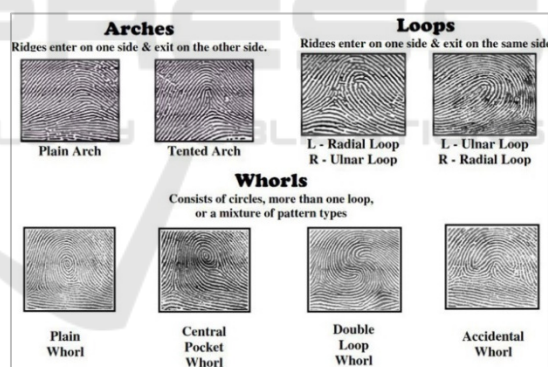 Arches
Ridges enter on one side & exit on the other side.
Plain Arch
Tented Arch
Loops
Ridges enter on one side & exit on the same side
L - Radial Loop
R - Ulnar Loop
L - Ulnar Loop
R - Radial Loop
Whorls
Consists of circles, more than one loop,
or a mixture of pattern types
Plain
Whorl
Central
Pocket
Whorl
Double
Loop
Whorl
Accidental
Whorl